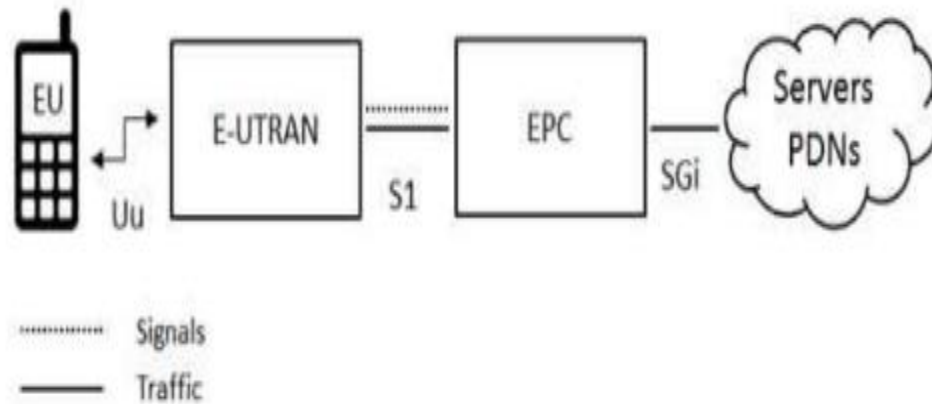 EU
Uu
E-UTRAN
S1
EPC
SGi
Servers
PDNs
Signals
Traffic